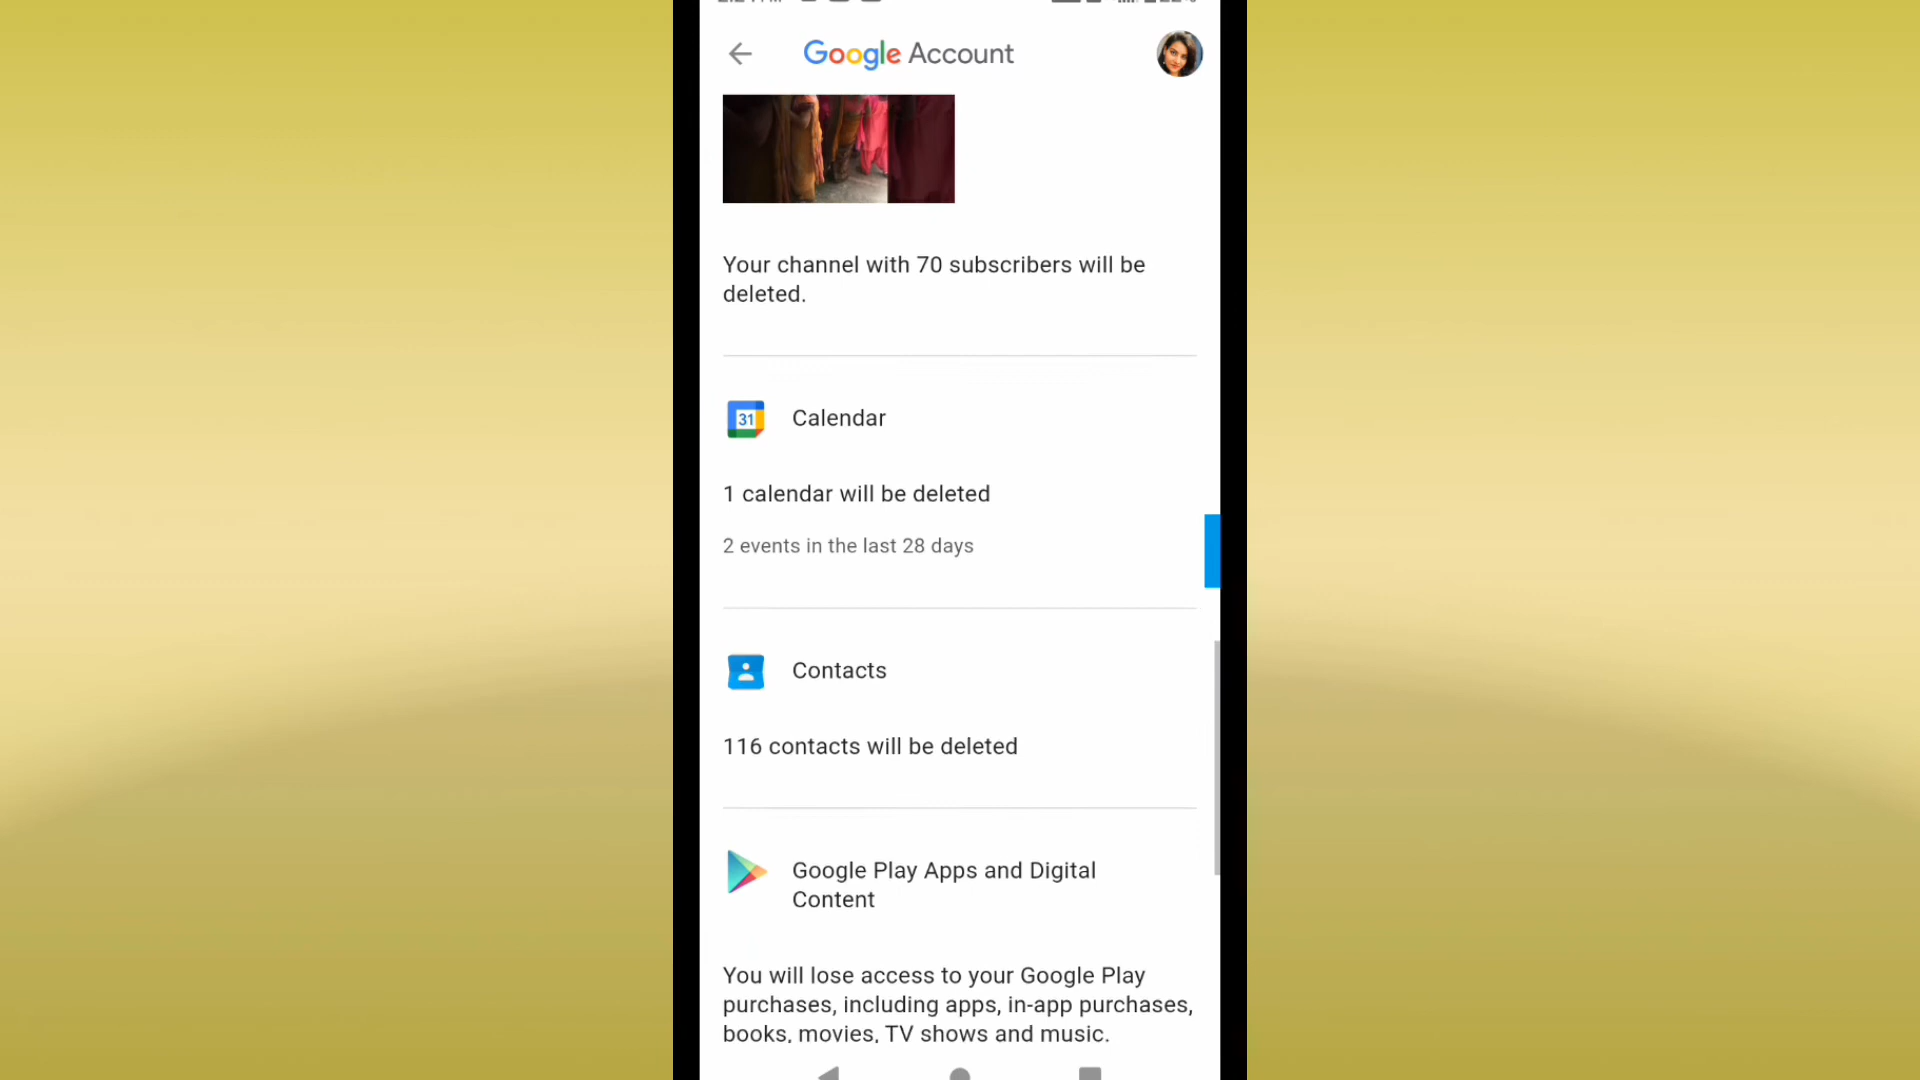 Google Account
Your channel with 70 subscribers will be
deleted.
31
Calendar
1 calendar will be deleted
2 events in the last 28 days
Contacts
116 contacts will be deleted
Google Play Apps and Digital
Content
You will lose access to your Google Play
purchases, including apps, in-app purchases,
books, movies, TV shows and music.